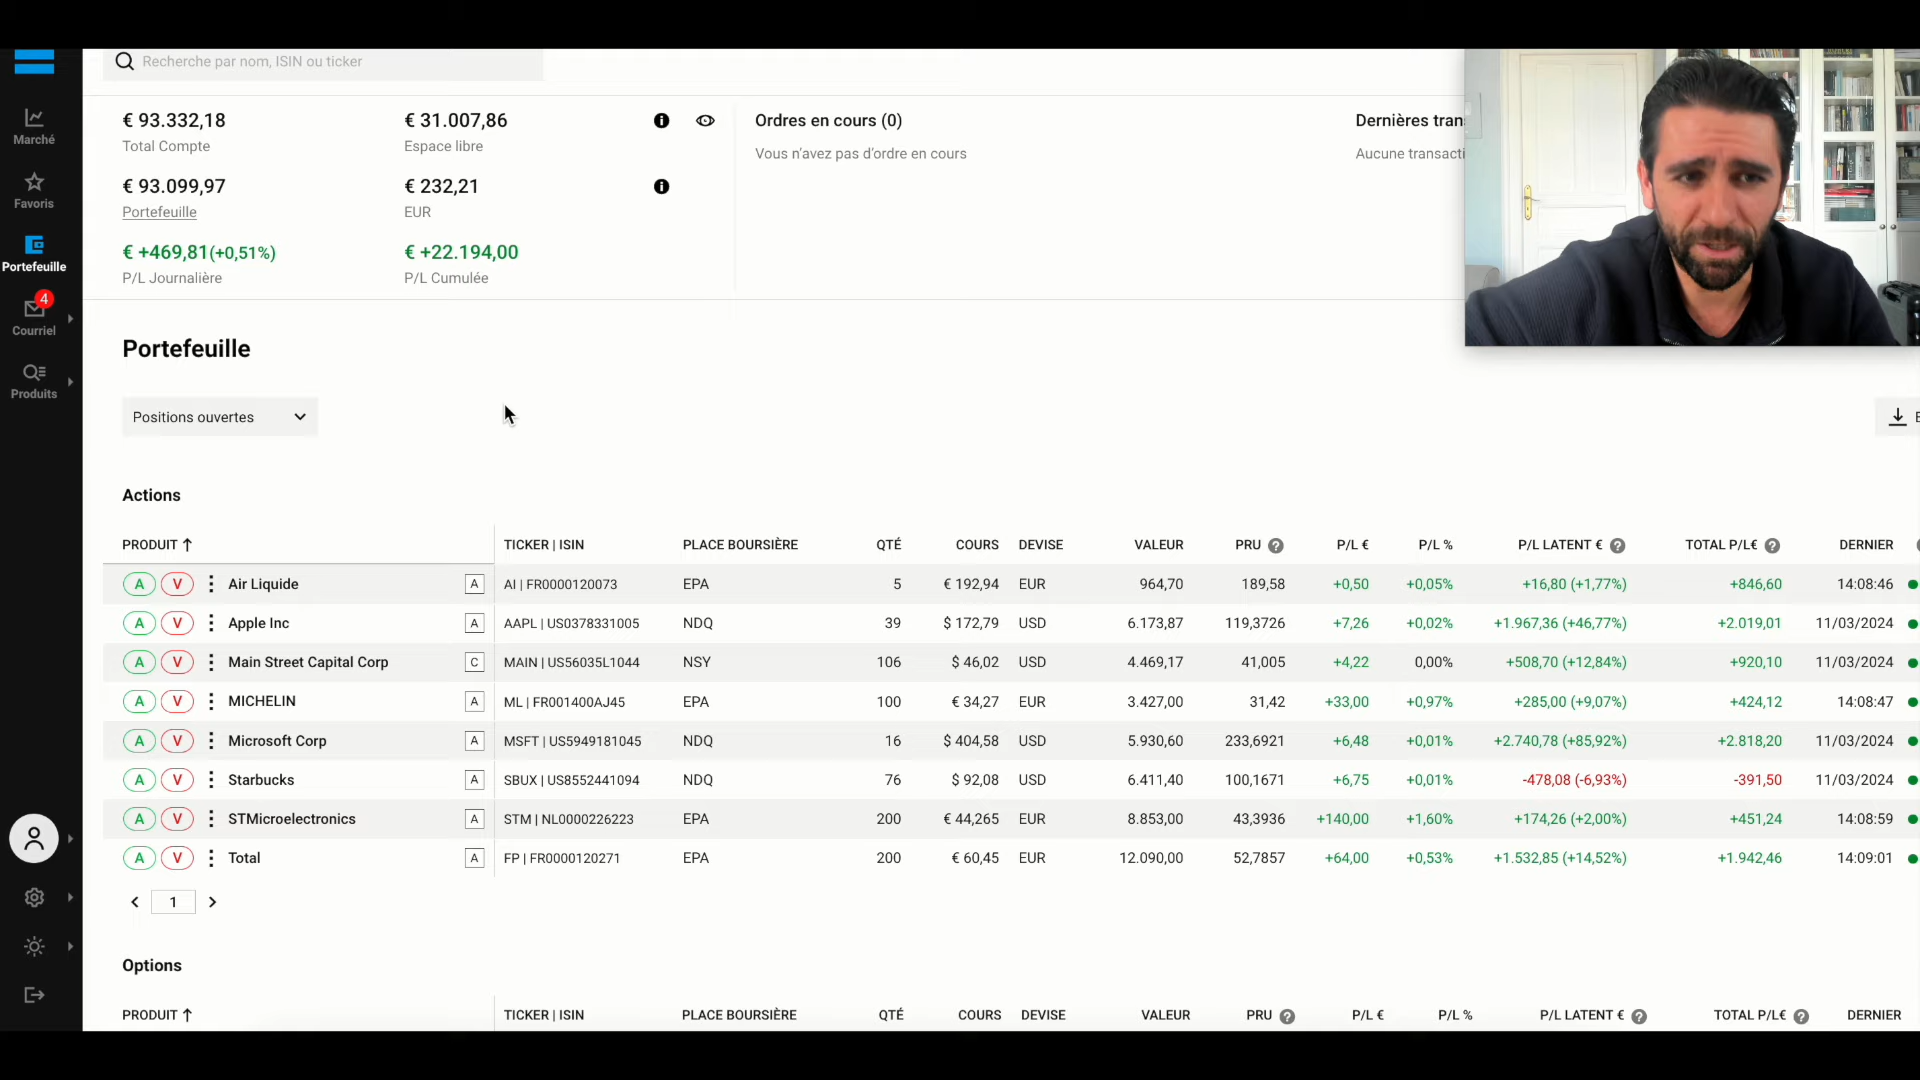 Recherche par nom, ISIN ou ticker
€ 93.332,18 € 31.007,86 Ordres en cours (0) Dernières tran
Total Compte Espace libre Vous n'avez pas d'ordre en cours Aucune transacti
€ 93.099,97 € 232,21
Portefeuille EUR
€ +469,81(+0,51%) € +22.194,00
P/L Journalière P/L Cumulée
Marché
Favoris
Portefeuille
4
Courriel
Produits
Portefeuille
Positions ouvertes
Actions
PRODUIT TICKER | ISIN PLACE BOURSIÈRE QTÉ COURS DEVISE VALEUR PRU P/L € P/L % P/L LATENT € TOTAL P/L€ DERNIER
A V Air Liquide A AI | FR0000120073 EPA 5 € 192,94 EUR 964,70 189,58 +0,50 +0,05% +16,80 (+1,77%) +846,60 14:08:46
A V Apple Inc A AAPL | US0378331005 NDQ 39 $ 172,79 USD 6.173,87 119,3726 +7,26 +0,02% +1.967,36 (+46,77%) +2.019,01 11/03/2024
A V Main Street Capital Corp C MAIN | US56035L1044 NSY 106 $ 46,02 USD 4.469,17 41,005 +4,22 0,00% +508,70 (+12,84%) +920,10 11/03/2024
A V MICHELIN A ML | FR001400AJ45 EPA 100 € 34,27 EUR 3.427,00 31,42 +33,00 +0,97% +285,00 (+9,07%) +424,12 14:08:47
A V Microsoft Corp A MSFT | US5949181045 NDQ 16 $ 404,58 USD 5.930,60 233,6921 +6,48 +0,01% +2.740,78 (+85,92%) +2.818,20 11/03/2024
A V Starbucks A SBUX | US8552441094 NDQ 76 $ 92,08 USD 6.411,40 100,1671 +6,75 +0,01% -478,08 (-6,93%) -391,50 11/03/2024
A V STMicroelectronics A STM | NL0000226223 EPA 200 € 44,265 EUR 8.853,00 43,3936 +140,00 +1,60% +174,26 (+2,00%) +451,24 14:08:59
A V Total A FP | FR0000120271 EPA 200 € 60,45 EUR 12.090,00 52,7857 +64,00 +0,53% +1.532,85 (+14,52%) +1.942,46 14:09:01
1
Options
PRODUIT TICKER | ISIN PLACE BOURSIÈRE QTÉ COURS DEVISE VALEUR PRU P/L € P/L % P/L LATENT € TOTAL P/L€ DERNIER